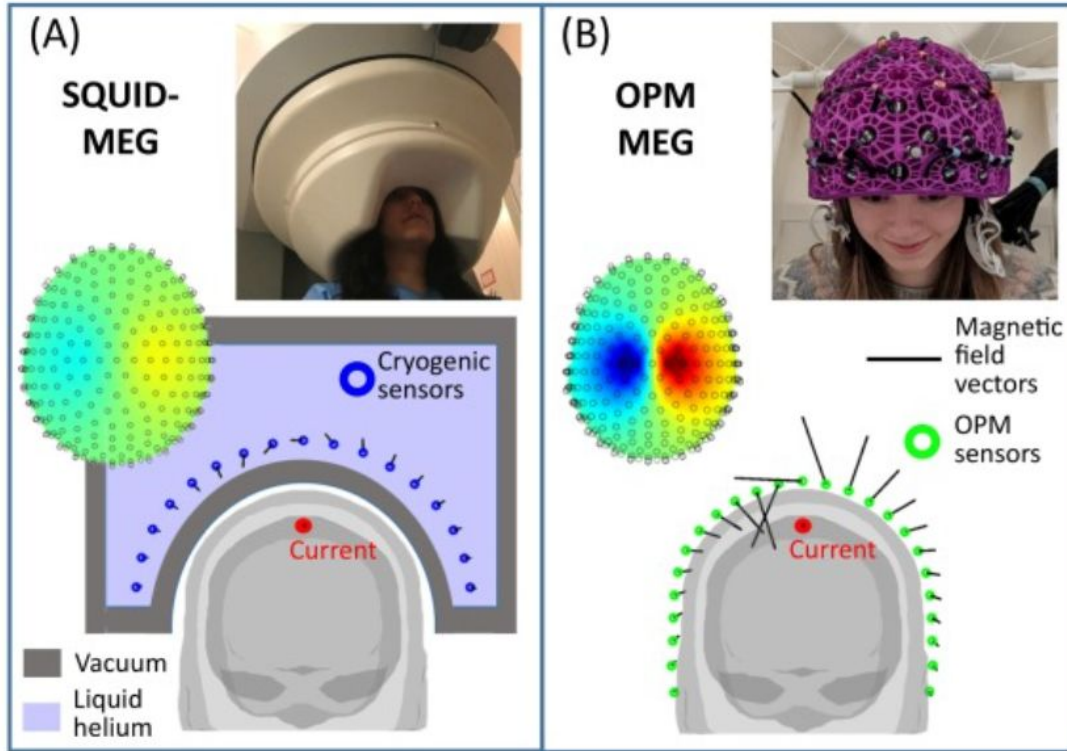 (A)
SQUID-
MEG
Cryogenic
sensors
Current
Vacuum
Liquid
helium
(B)
OPM
MEG
Magnetic
field
vectors
OPM
sensors
Current